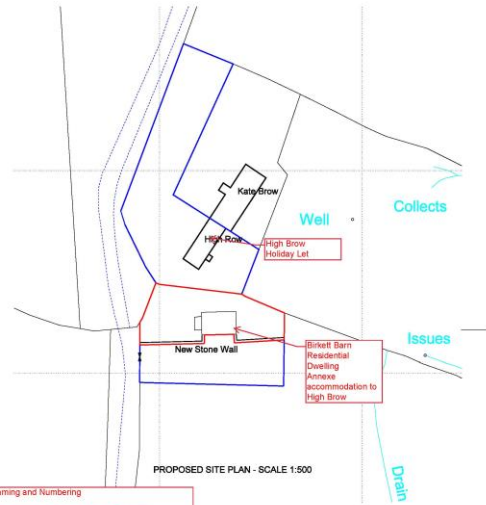 Kate Brow
Well
Collects
High Row
High Brow
Holiday Let
New Stone Wall
Birkett Barn
Residential
Dwelling
Annexe
accommodation to
High Brow
Issues
PROPOSED SITE PLAN - SCALE 1:500
Drain
ming and Numbering